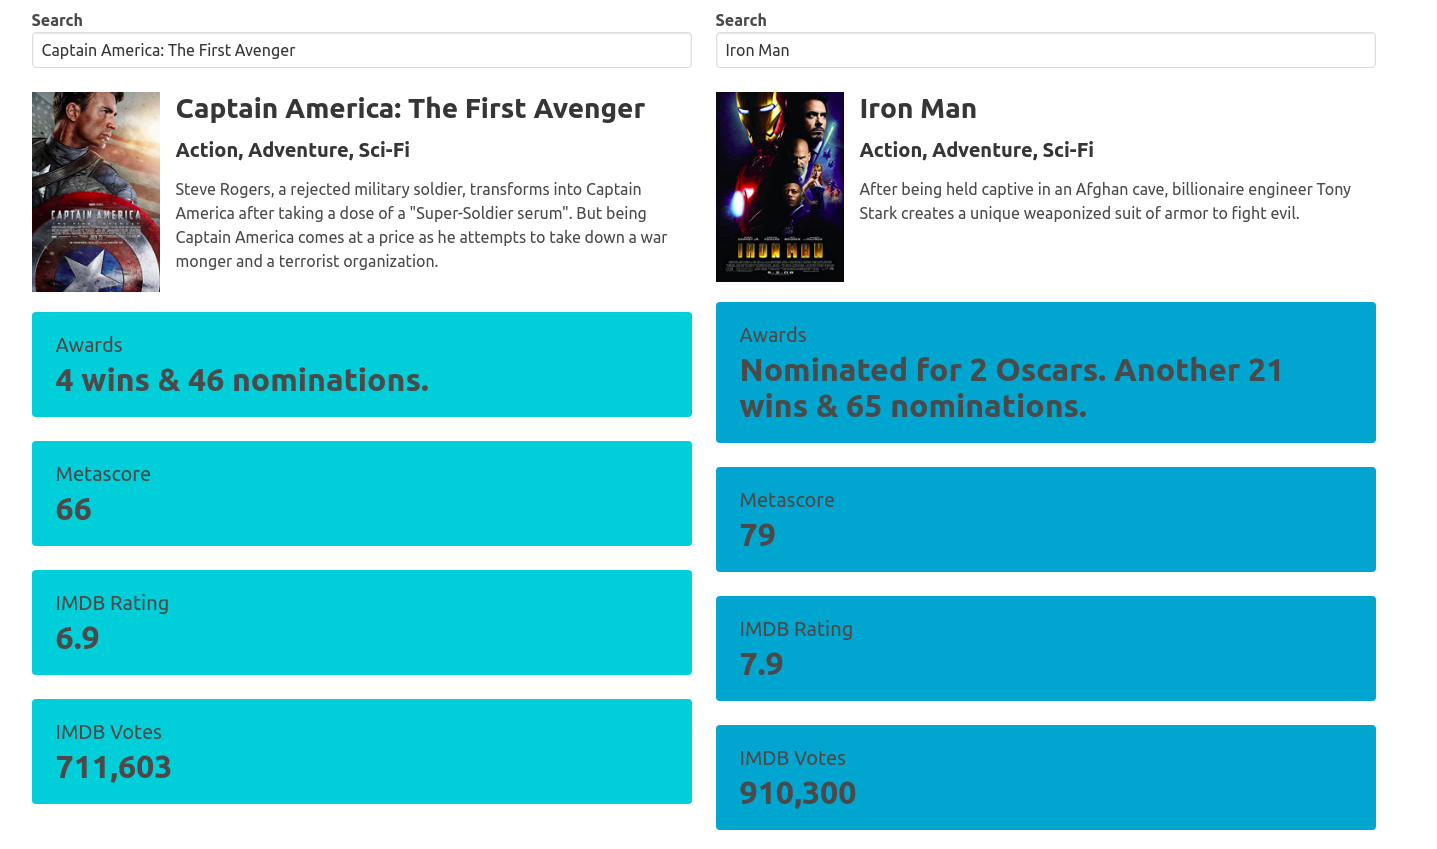 Search
Captain America: The First Avenger
Captain America: The First Avenger
Action, Adventure, Sci-Fi
Steve Rogers, a rejected military soldier, transforms into Captain
America after taking a dose of a "Super-Soldier serum". But being
Captain America comes at a price as he attempts to take down a war
monger and a terrorist organization.
CAPTAIN AMERICA
Awards
4 wins & 46 nominations.
Metascore
66
IMDB Rating
6.9
IMDB Votes
711,603
Search
Iron Man
Iron Man
Action, Adventure, Sci-Fi
After being held captive in an Afghan cave, billionaire engineer Tony
Stark creates a unique weaponized suit of armor to fight evil.
IRON MAN
Awards
Nominated for 2 Oscars. Another 21
wins & 65 nominations.
Metascore
79
IMDB Rating
7.9
IMDB Votes
910,300